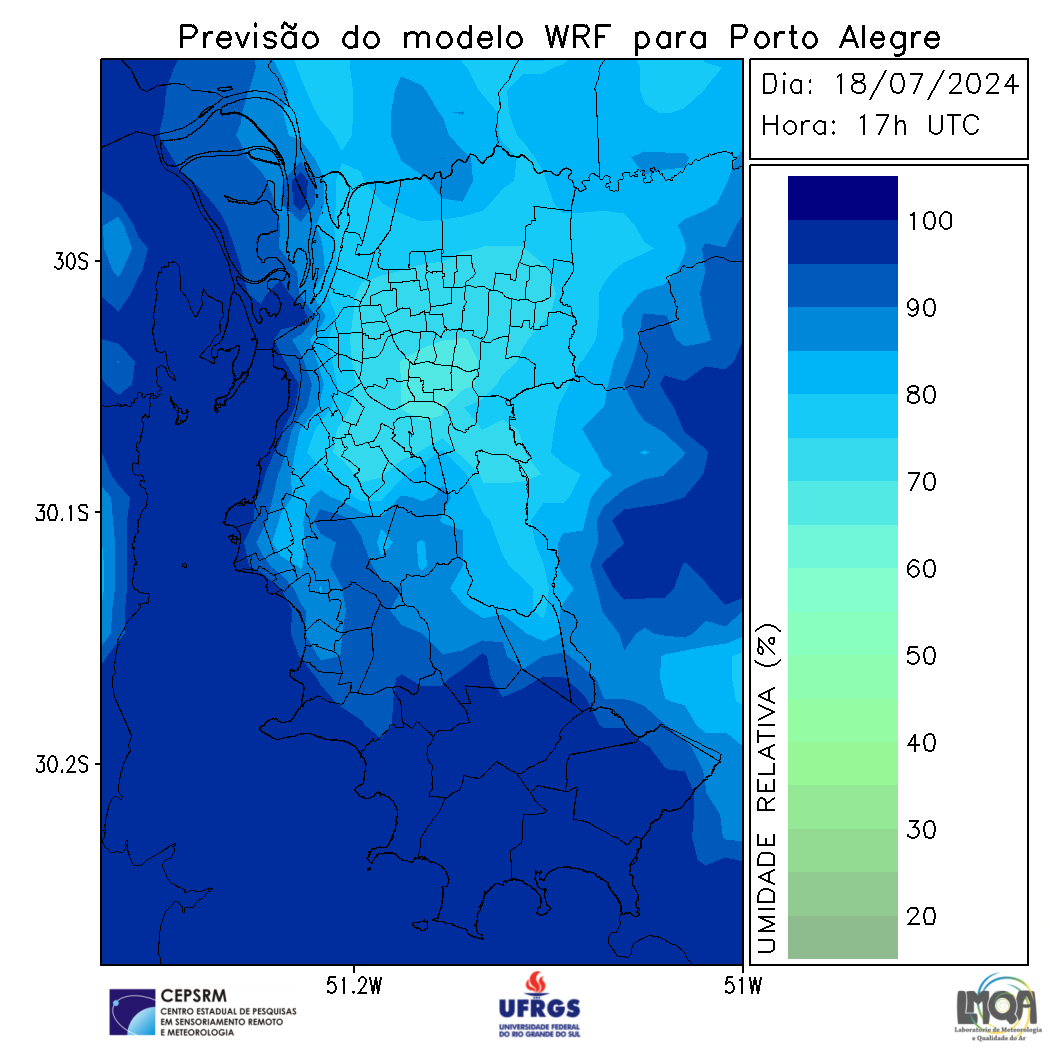 Previsão do modelo WRF para Porto Alegre
Dia: 18/07/2024
Hora: 17h UTC
30S
30.1S
30.2S
51.2W
51W
100
90
80
70
60
50
40
30
20
UMIDADE RELATIVA (%)
CEPSRM
CENTRO ESTADUAL DE PESQUISAS
EM SENSORIAMENTO REMOTO
E METEOROLOGIA
UFRGS
UNIVERSIDADE FEDERAL
DO RIO GRANDE DO SUL
LMQA
Laboratório de Meteorologia
e Qualidade do Ar